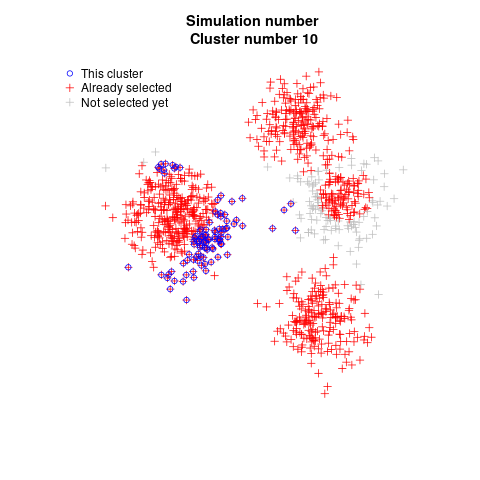 Simulation number
Cluster number 10
This cluster
Already selected
Not selected yet